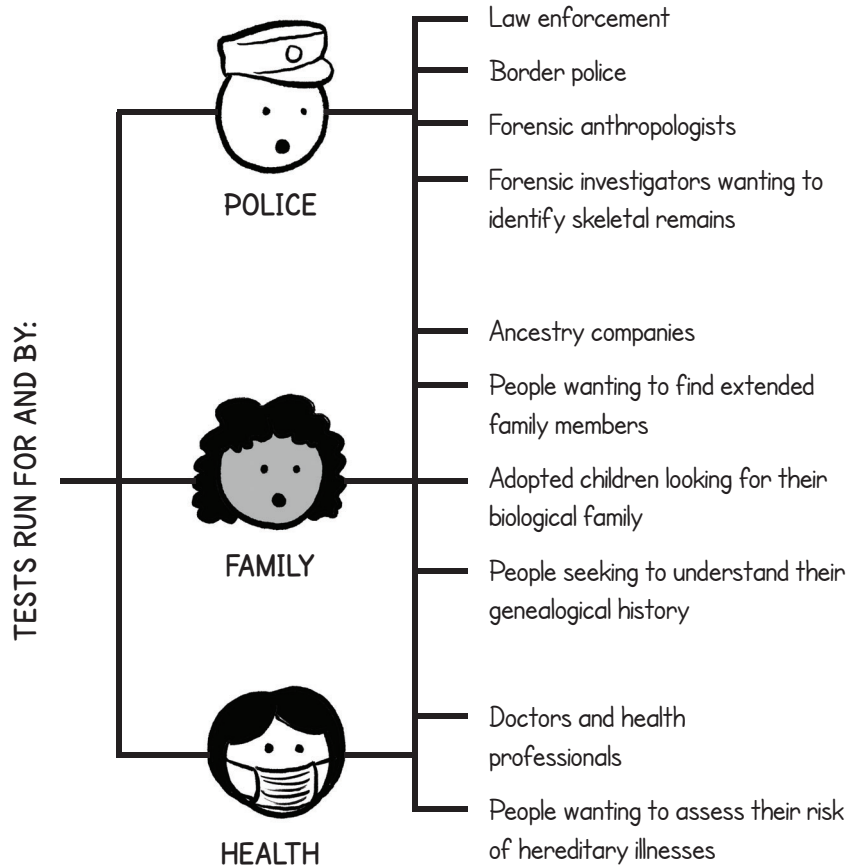 TESTS RUN FOR AND BY:
POLICE
Law enforcement
Border police
Forensic anthropologists
Forensic investigators wanting to
identify skeletal remains
FAMILY
Ancestry companies
People wanting to find extended
family members
Adopted children looking for their
biological family
People seeking to understand their
genealogical history
HEALTH
Doctors and health
professionals
People wanting to assess their risk
of hereditary illnesses